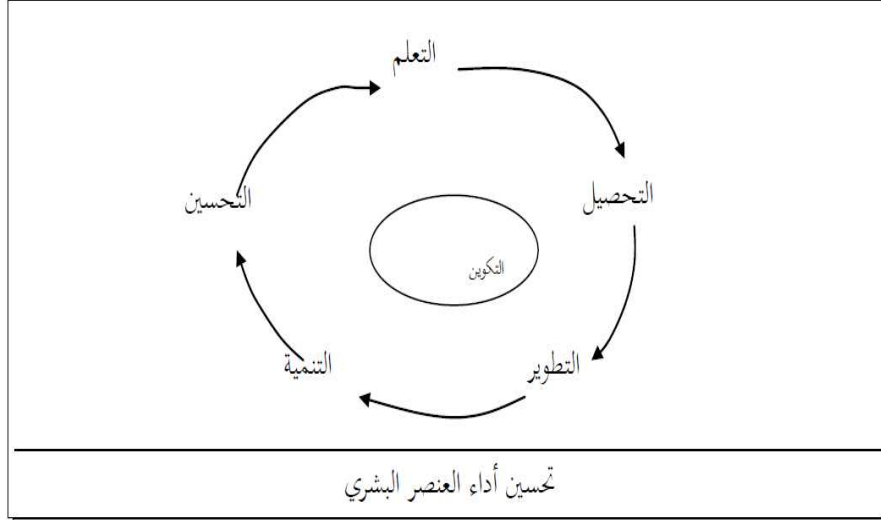 التعلم
التحصيل
التحسين
التكوين
التطوير
التنمية
تحسين أداء العنصر البشري